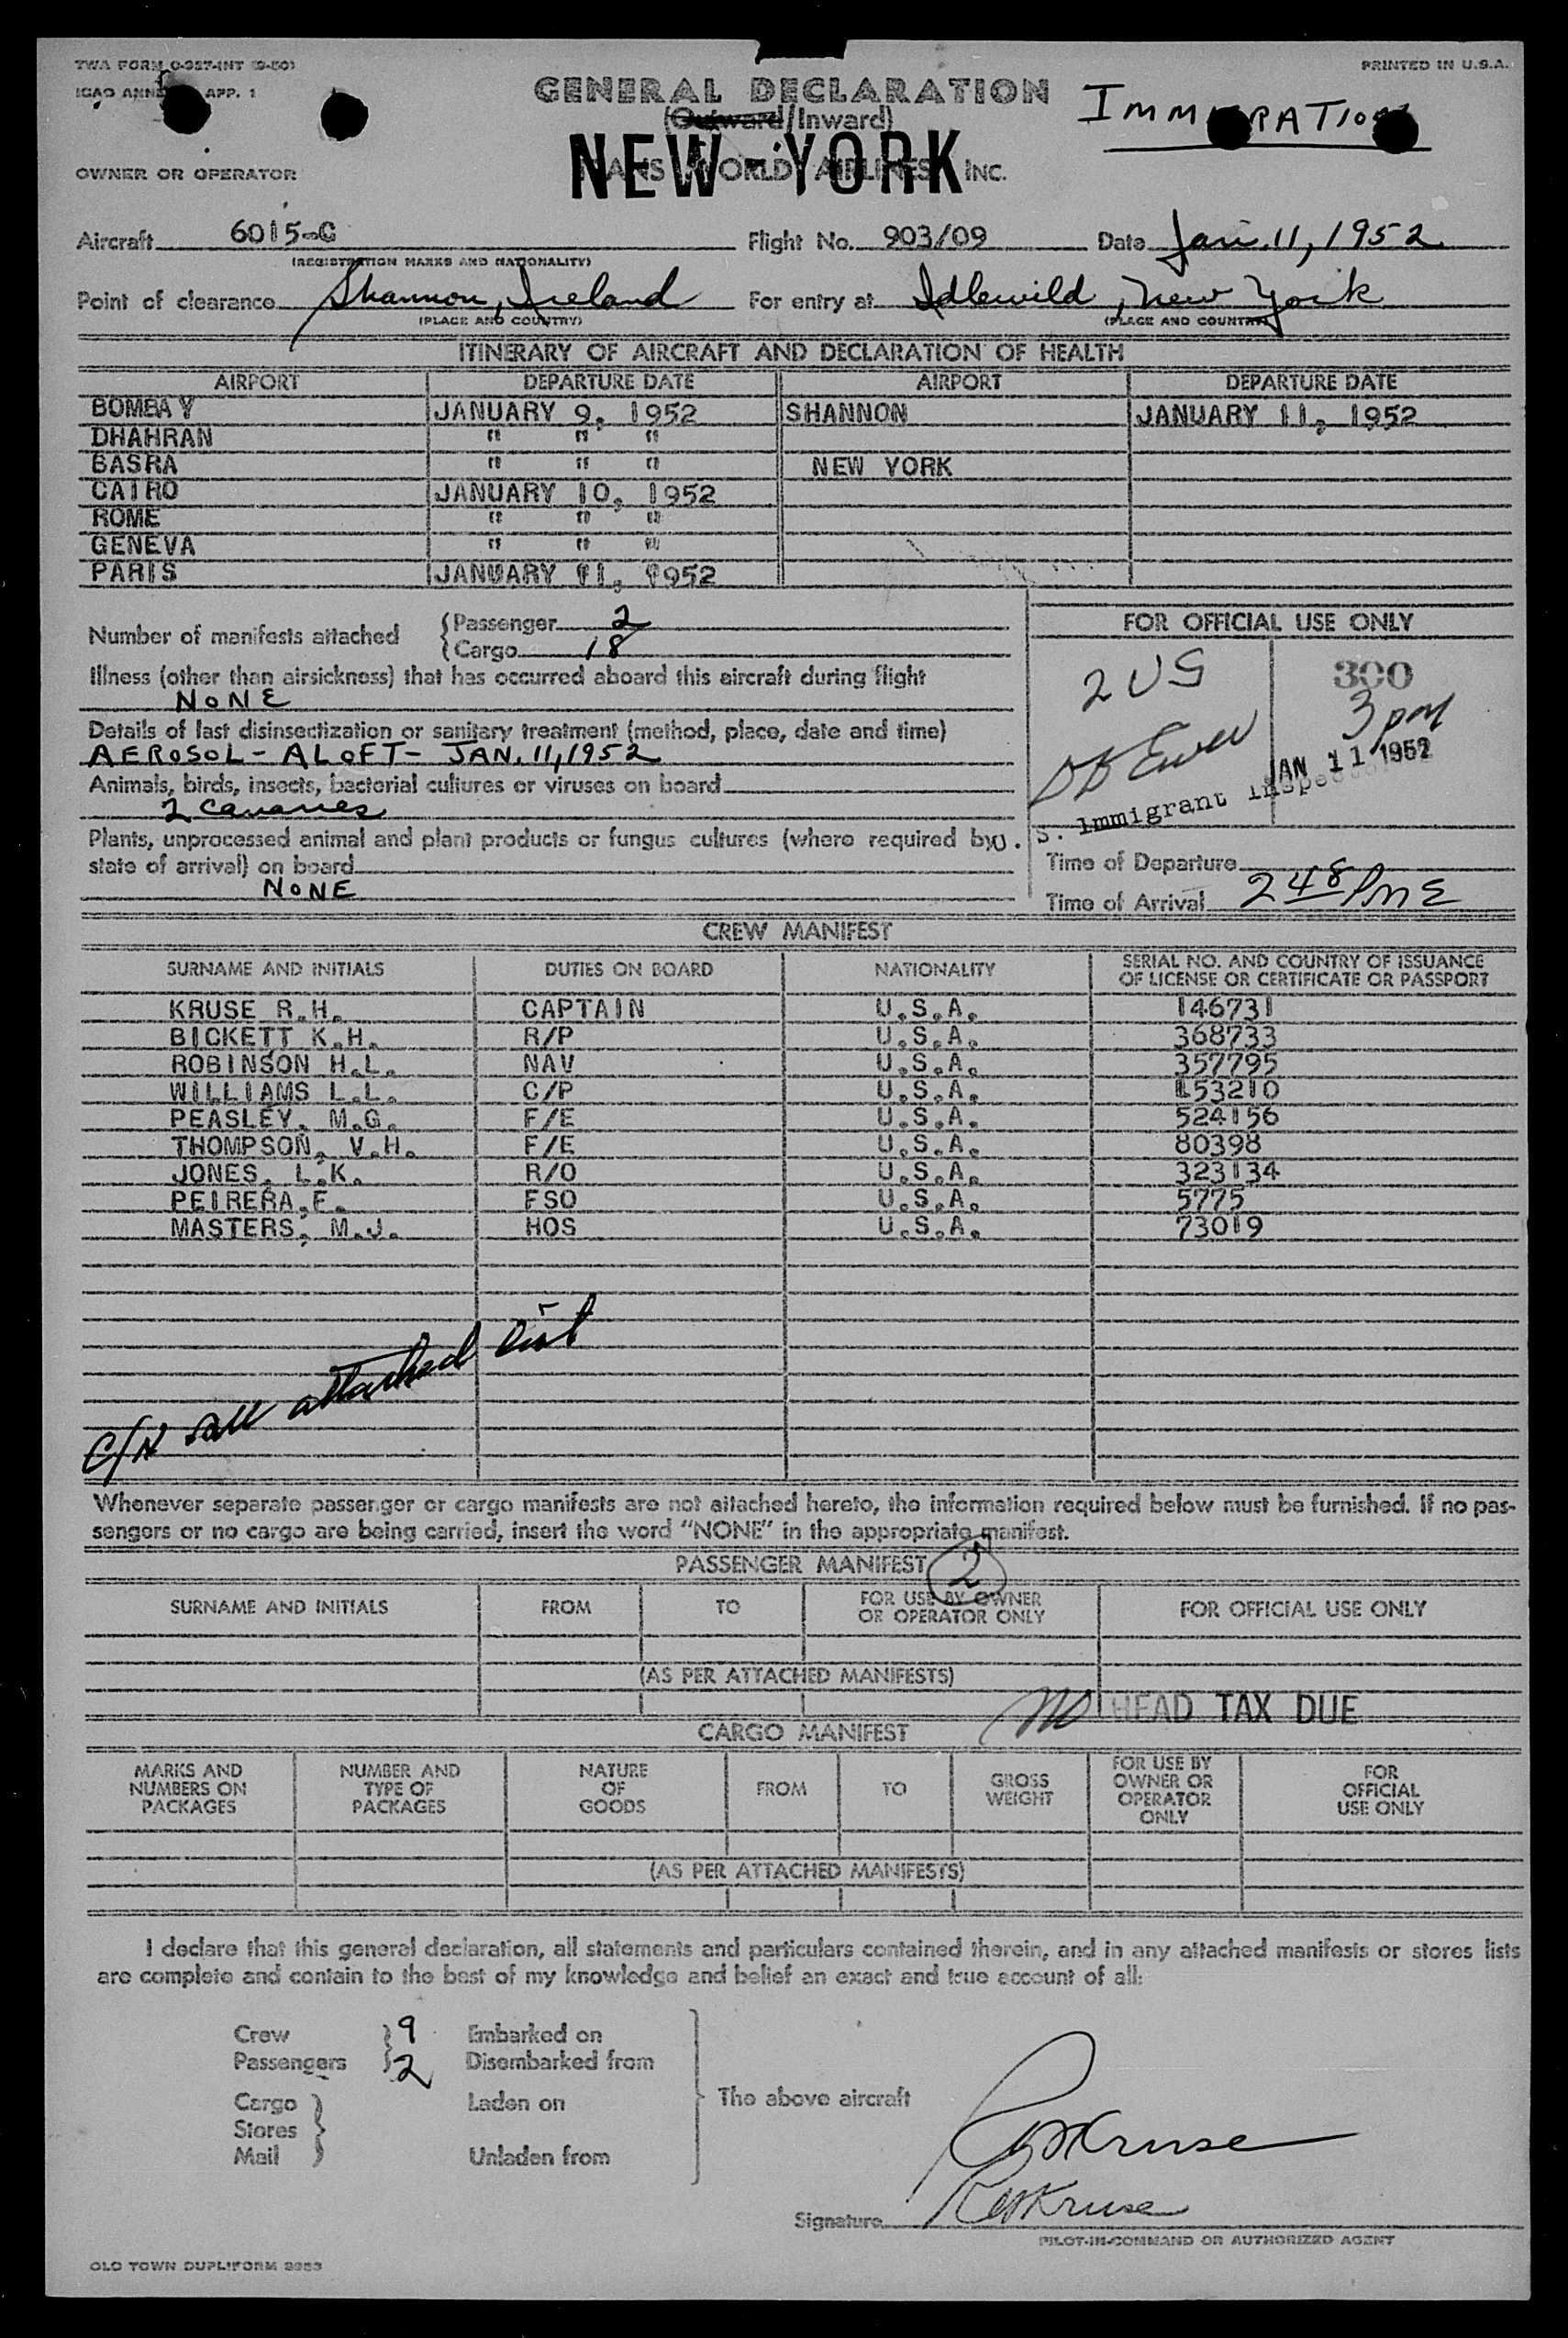 TWA FORM O-357-INT (9-50)
PRINTED IN U.S.A.
ICAO ANNEX APP. 1
GENERAL DECLARATION
IMMIGRATION
(Outward/Inward)
NEW-YORK
OWNER OR OPERATOR
TRANS WORLD AIRLINES, INC.
Aircraft 6015-C Flight No. 903/09 Date Jan. 11, 1952
(REGISTRATION MARKS AND NATIONALITY)
Point of clearance Shannon, Ireland For entry at Idlewild, New York
(PLACE AND COUNTRY) (PLACE AND COUNTRY)
ITINERARY OF AIRCRAFT AND DECLARATION OF HEALTH
AIRPORT DEPARTURE DATE AIRPORT DEPARTURE DATE
BOMBAY JANUARY 9, 1952 SHANNON JANUARY 11, 1952
DHAHRAN " " "
BASRA " " " NEW YORK
CAIRO JANUARY 10, 1952
ROME " " "
GENEVA " " "
PARIS JANUARY 11, 1952
Number of manifests attached
Passenger 2
Cargo 18
FOR OFFICIAL USE ONLY
2 US
300
3 pm
JAN 11 1952
U. S. Immigrant Inspector
Illness (other than airsickness) that has occurred aboard this aircraft during flight
NONE
Details of last disinsectization or sanitary treatment (method, place, date and time)
AEROSOL - ALOFT - JAN. 11, 1952
Animals, birds, insects, bacterial cultures or viruses on board
2 canaries
Plants, unprocessed animal and plant products or fungus cultures (where required by
state of arrival) on board
NONE
Time of Departure
Time of Arrival 248 PM E
CREW MANIFEST
SURNAME AND INITIALS DUTIES ON BOARD NATIONALITY SERIAL NO. AND COUNTRY OF ISSUANCE
OF LICENSE OR CERTIFICATE OR PASSPORT
KRUSE R.H. CAPTAIN U.S.A. 146731
BICKETT K.H. R/P U.S.A. 368733
ROBINSON H.L. NAV U.S.A. 357795
WILLIAMS L.L. C/P U.S.A. 153210
PEASLEY, M.G. F/E U.S.A. 524156
THOMPSON, V.H. F/E U.S.A. 80398
JONES, L.K. R/O U.S.A. 323134
PEIRERA,F. FSO U.S.A. 5775
MASTERS, M.J. HOS U.S.A. 73019
C/N see attached list
Whenever separate passenger or cargo manifests are not attached hereto, the information required below must be furnished. If no pas-
sengers or no cargo are being carried, insert the word "NONE" in the appropriate manifest.
PASSENGER MANIFEST 2
SURNAME AND INITIALS FROM TO FOR USE BY OWNER
OR OPERATOR ONLY FOR OFFICIAL USE ONLY
(AS PER ATTACHED MANIFESTS)
no HEAD TAX DUE
CARGO MANIFEST
MARKS AND
NUMBERS ON
PACKAGES
NUMBER AND
TYPE OF
PACKAGES
NATURE
OF
GOODS
FROM
TO
GROSS
WEIGHT
FOR USE BY
OWNER OR
OPERATOR
ONLY
FOR
OFFICIAL
USE ONLY
(AS PER ATTACHED MANIFESTS)
I declare that this general declaration, all statements and particulars contained therein, and in any attached manifests or stores lists
are complete and contain to the best of my knowledge and belief an exact and true account of all:
Crew 9 Embarked on
Passengers 2 Disembarked from
Cargo Laden on
Stores
Mail Unladen from
The above aircraft
RH Kruse
Signature RH Kruse
PILOT-IN-COMMAND OR AUTHORIZED AGENT
OLD TOWN DUPLIFORM